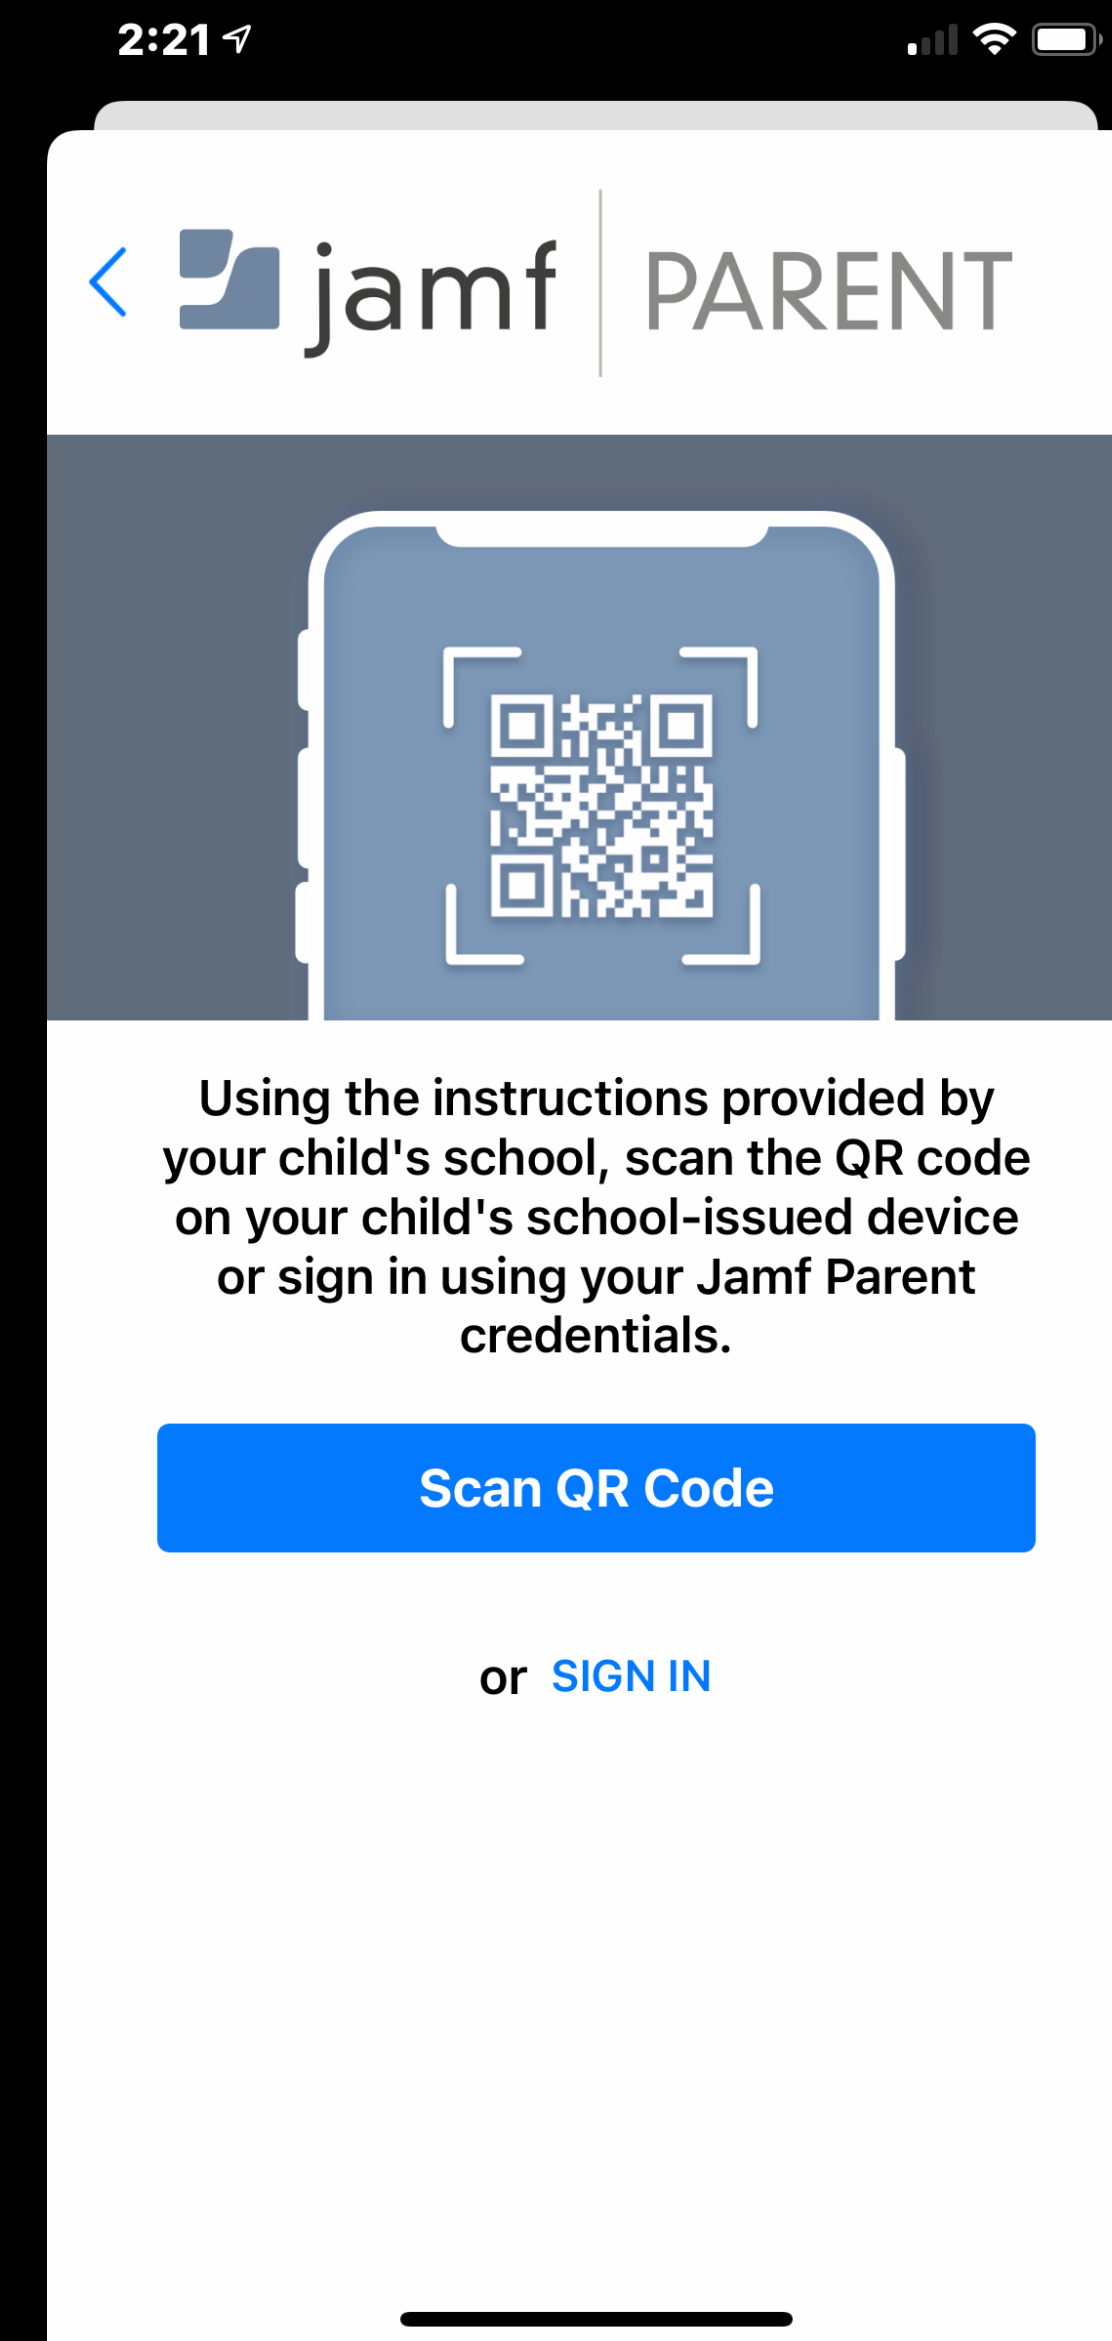 2:21
jamf PARENT
Using the instructions provided by
your child's school, scan the QR code
on your child's school-issued device
or sign in using your Jamf Parent
credentials.
Scan QR Code
or SIGN IN